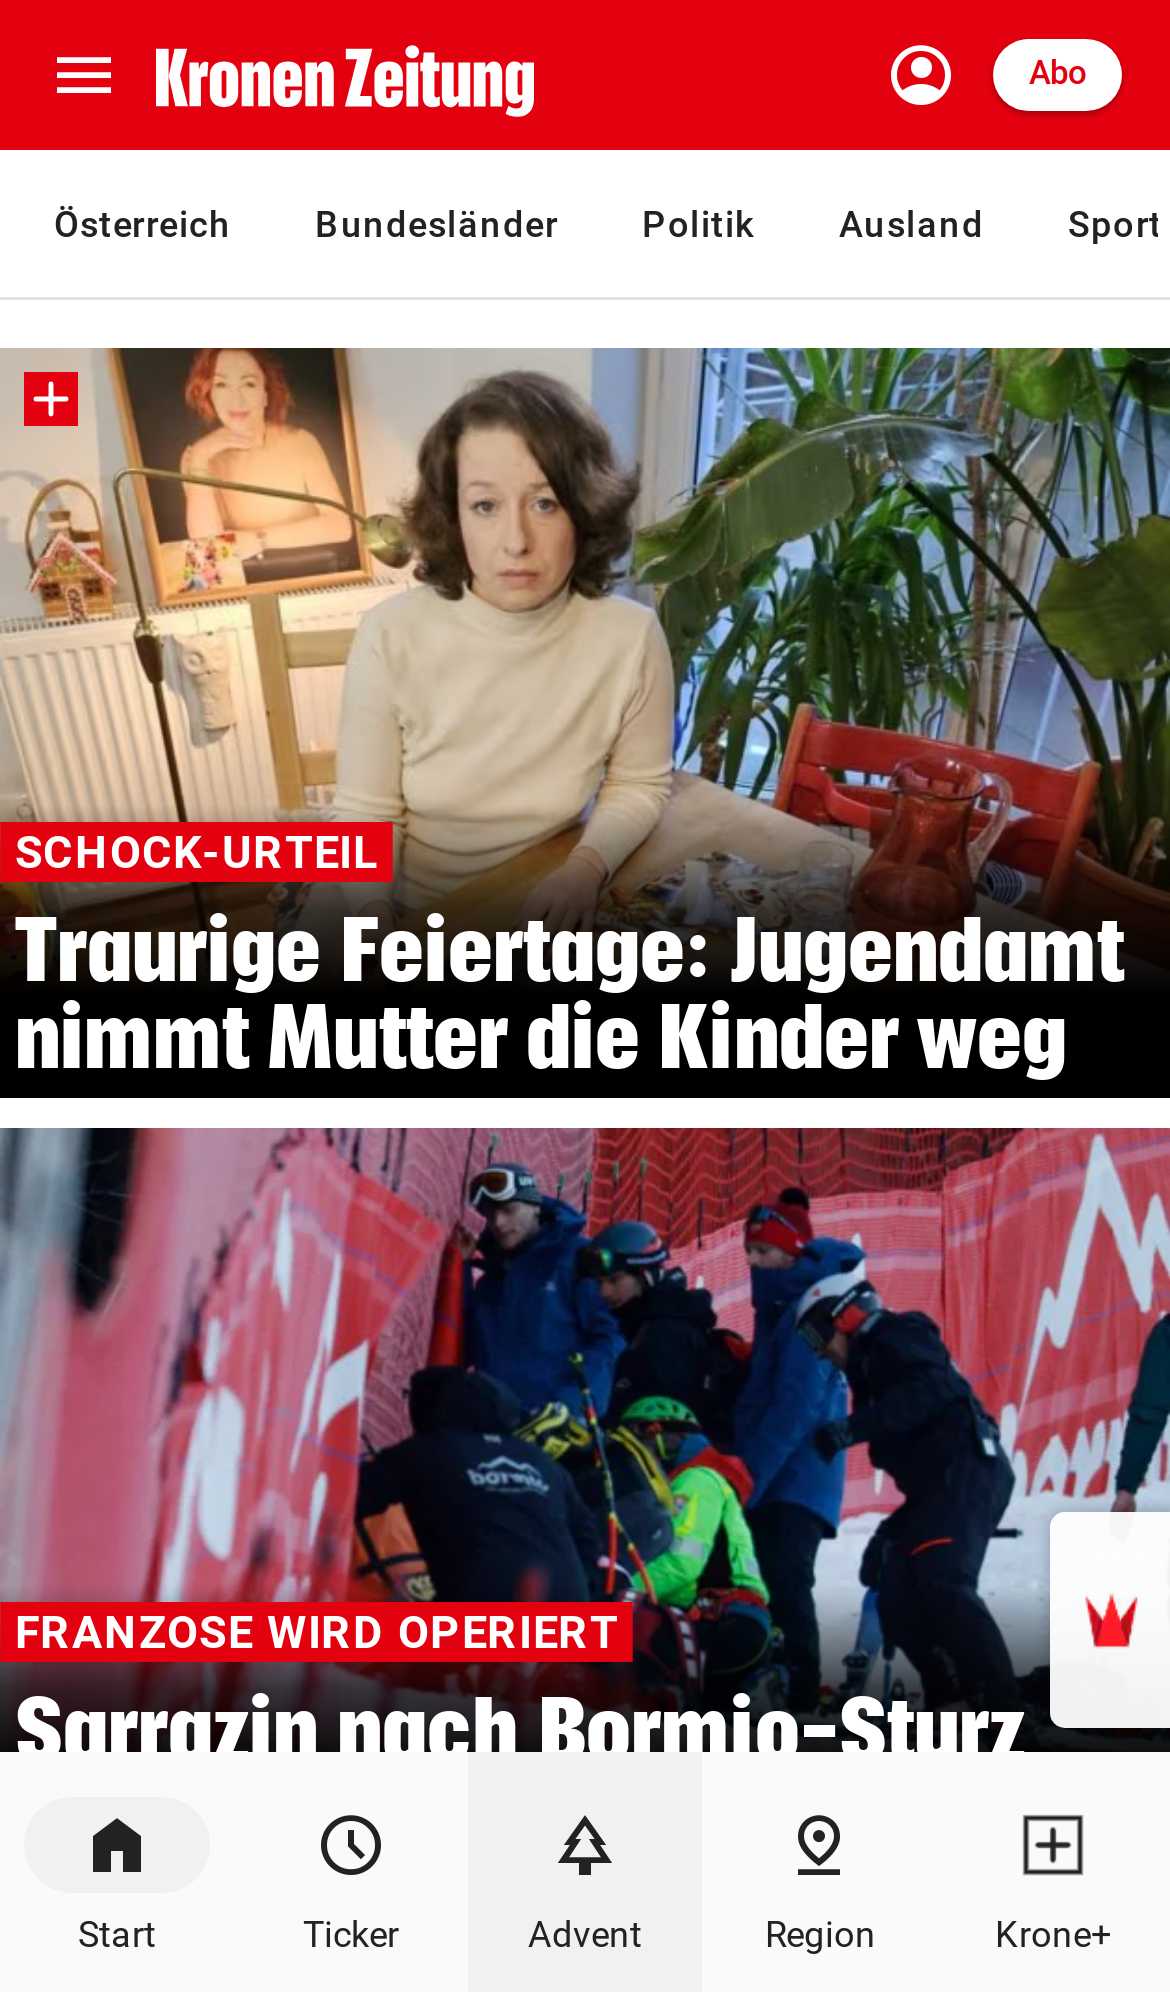 Kronen Zeitung
Abo
Österreich Bundesländer Politik Ausland Sport
SCHOCK-URTEIL
Traurige Feiertage: Jugendamt
nimmt Mutter die Kinder weg
bormio
FRANZOSE WIRD OPERIERT
Sarrazin nach Bormio-Sturz
Start Ticker Advent Region Krone+